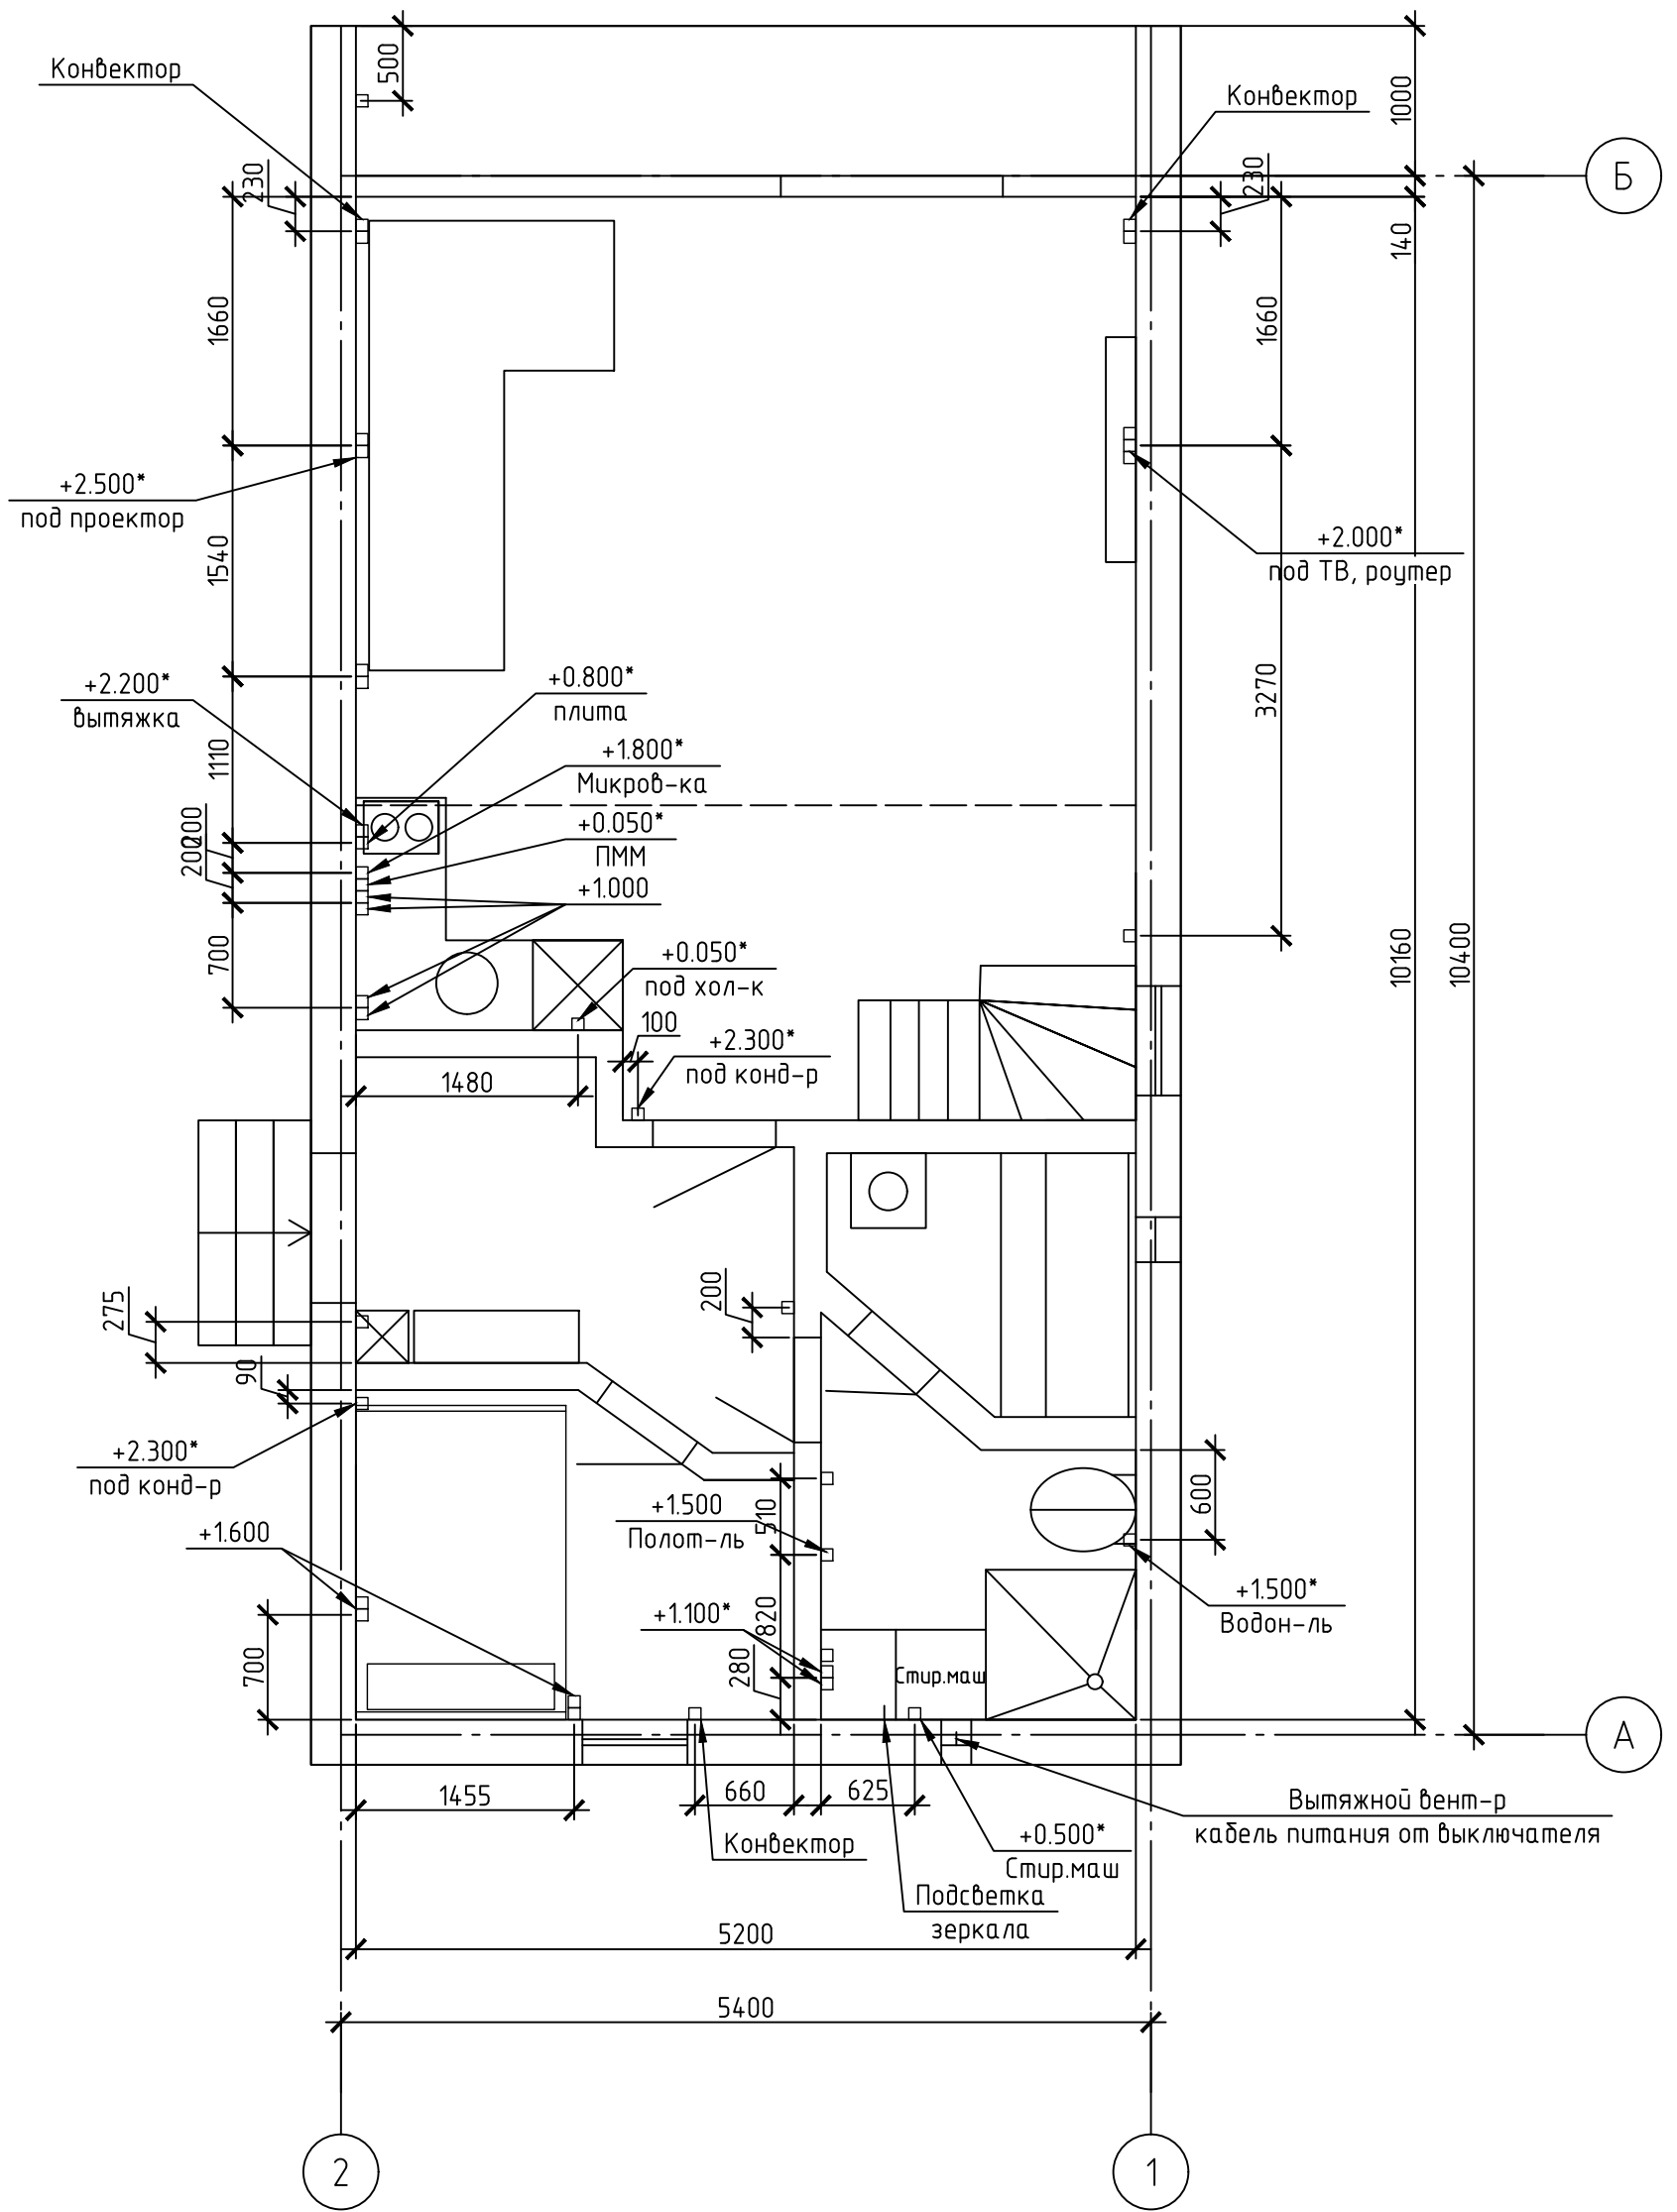 500
Конвектор
Конвектор
1000
230
230
Б
140
1660
1660
+2.500*
под проектор
1540
+2.000*
под ТВ, роутер
+2.200*
вытяжка
+0.800*
плита
3270
1110
+1.800*
Микров-ка
200
+0.050*
ПММ
200
+1.000
700
+0.050*
под хол-к
10160
10400
100
+2.300*
под конд-р
1480
200
275
90
+2.300*
под конд-р
600
+1.500
Полот-ль
510
+1.600
+1.500*
Водон-ль
+1.100*
820
280
700
Стир.маш
А
1455
660
625
Вытяжной вент-р
кабель питания от выключателя
Конвектор
+0.500*
Стир.маш
Подсветка
зеркала
5200
5400
2
1